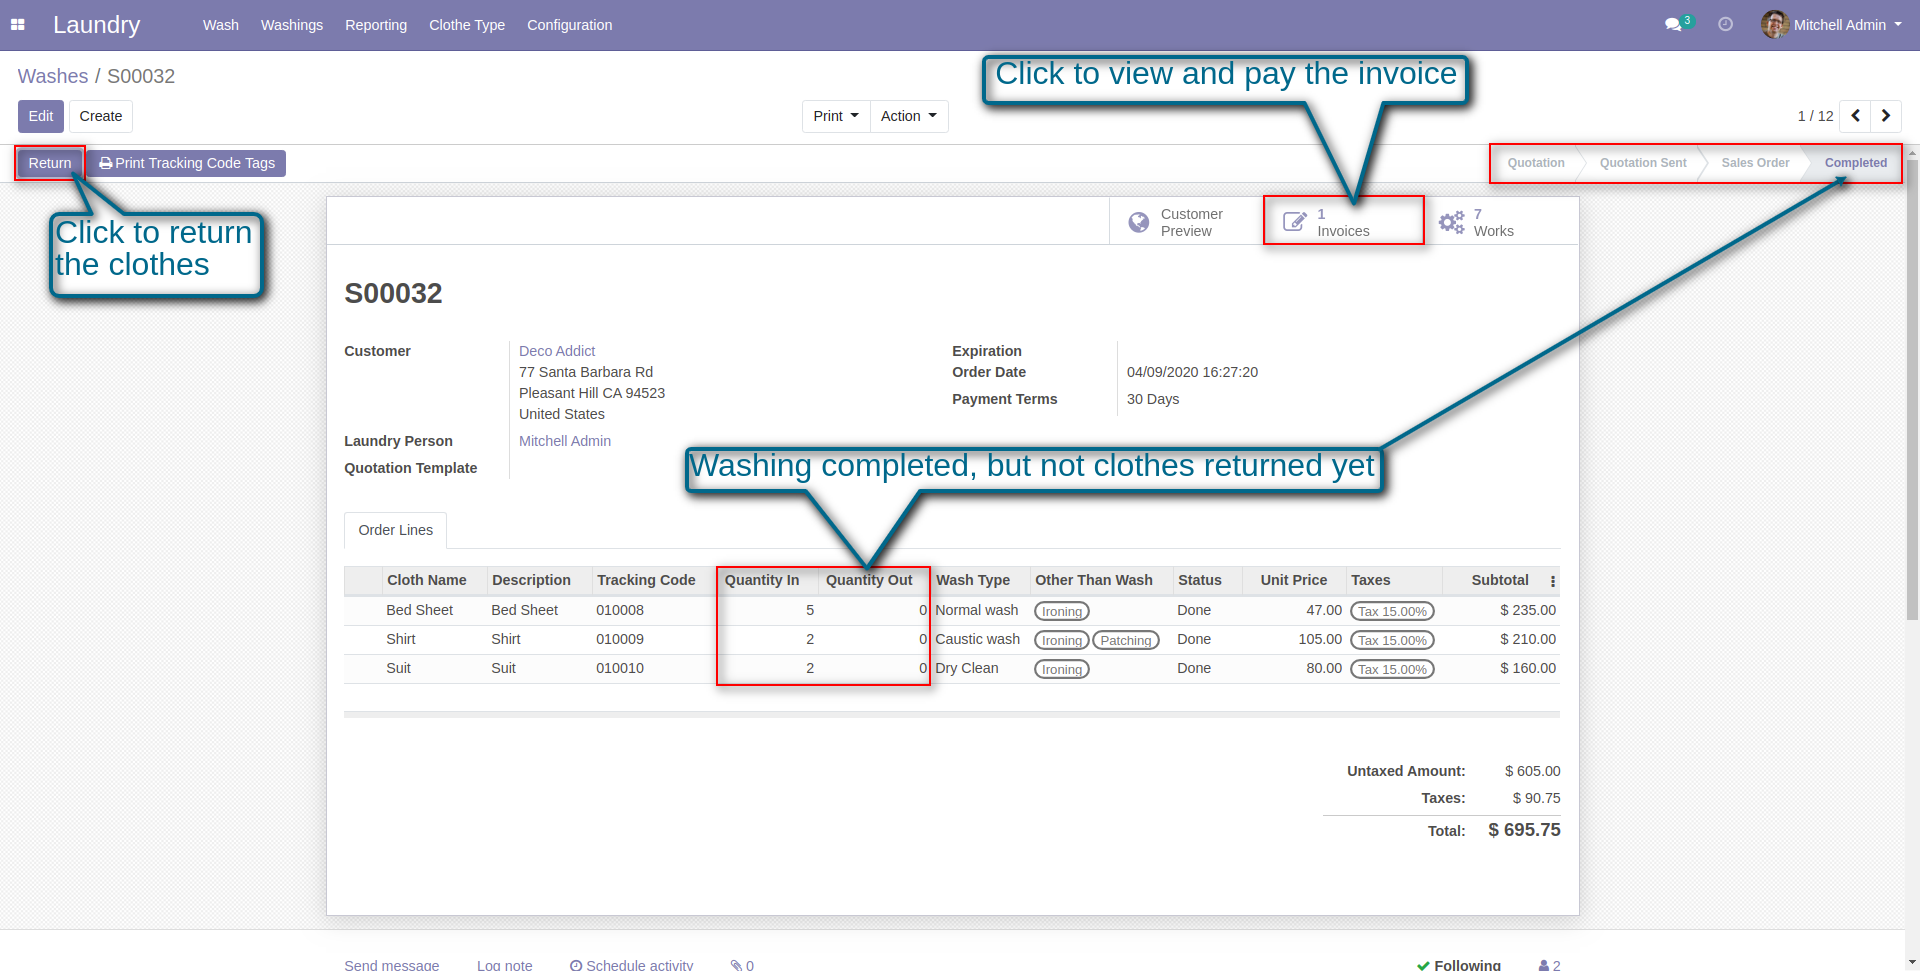 Laundry Wash Washings Reporting Clothe Type Configuration 3 Mitchell Admin
Click to view and pay the invoice
Washes / S00032
Edit Create Print Action 1 / 12
Return Print Tracking Code Tags Quotation Quotation Sent Sales Order Completed
Click to return
the clothes
Customer
Preview
1
Invoices
7
Works
S00032
Customer Deco Addict
77 Santa Barbara Rd
Pleasant Hill CA 94523
United States
Laundry Person Mitchell Admin
Quotation Template
Expiration
Order Date 04/09/2020 16:27:20
Payment Terms 30 Days
Washing completed, but not clothes returned yet
Order Lines
Cloth Name Description Tracking Code Quantity In Quantity Out Wash Type Other Than Wash Status Unit Price Taxes Subtotal
Bed Sheet Bed Sheet 010008 5 0 Normal wash Ironing Done 47.00 Tax 15.00% $ 235.00
Shirt Shirt 010009 2 0 Caustic wash Ironing Patching Done 105.00 Tax 15.00% $ 210.00
Suit Suit 010010 2 0 Dry Clean Ironing Done 80.00 Tax 15.00% $ 160.00
Untaxed Amount: $ 605.00
Taxes: $ 90.75
Total: $ 695.75
Send message Log note Schedule activity 0 Following 2